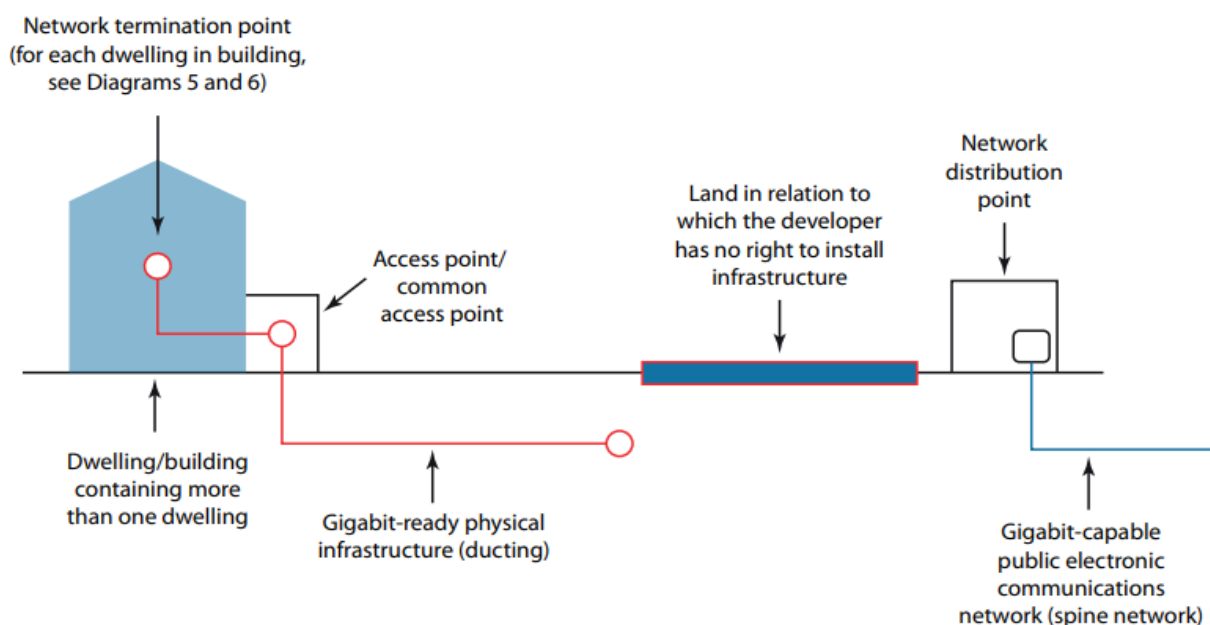 Network termination point
(for each dwelling in building,
see Diagrams 5 and 6)
Access point/
common
access point
Land in relation to
which the developer
has no right to install
infrastructure
Network
distribution
point
Dwelling/building
containing more
than one dwelling
Gigabit-ready physical
infrastructure (ducting)
Gigabit-capable
public electronic
communications
network (spine network)